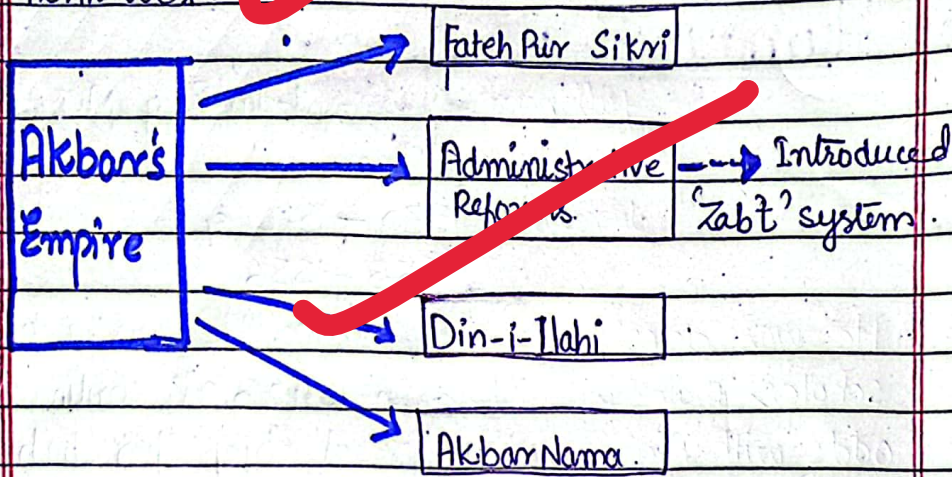 Fateh Pur Sikri
Akbar's
Empire
Administrative
Reforms.
Introduced
'Zabt' system.
Din-i-Ilahi
Akbar Nama.